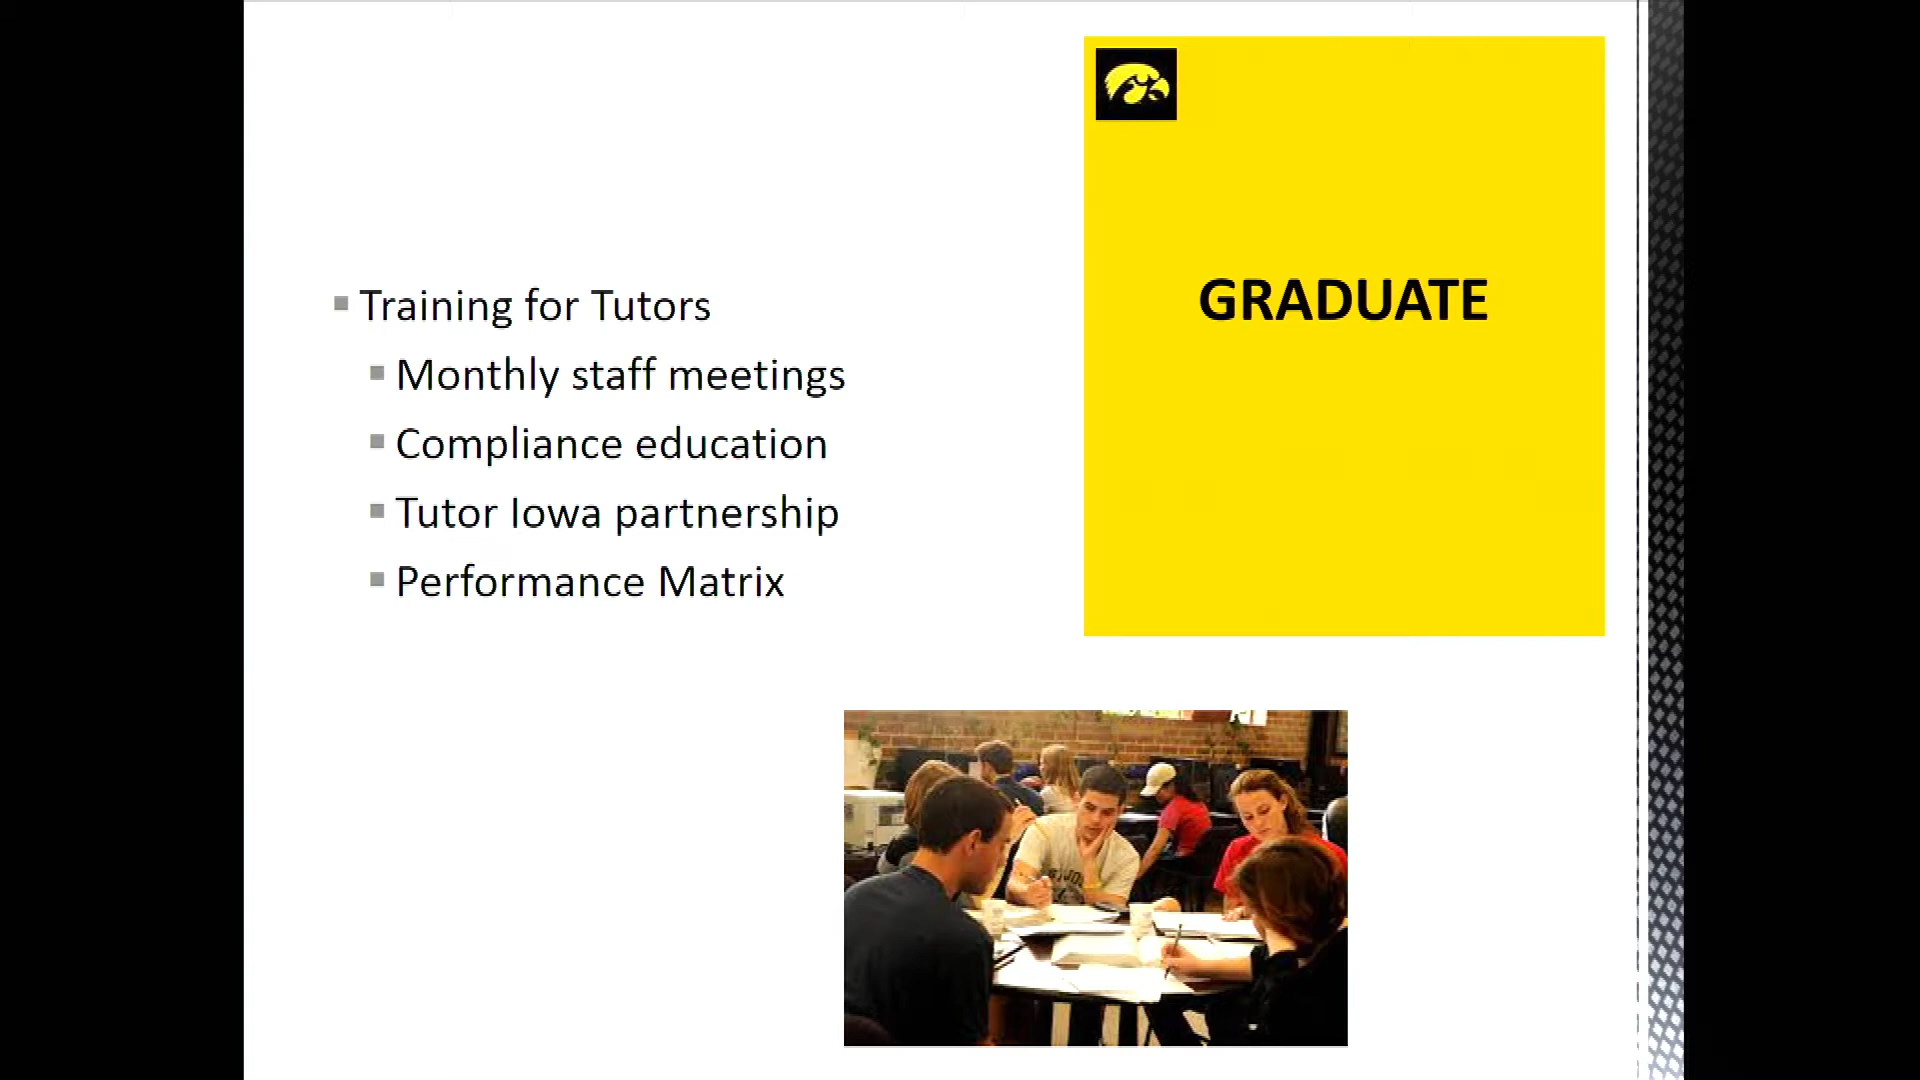 Training for Tutors
Monthly staff meetings
Compliance education
Tutor Iowa partnership
Performance Matrix
GRADUATE